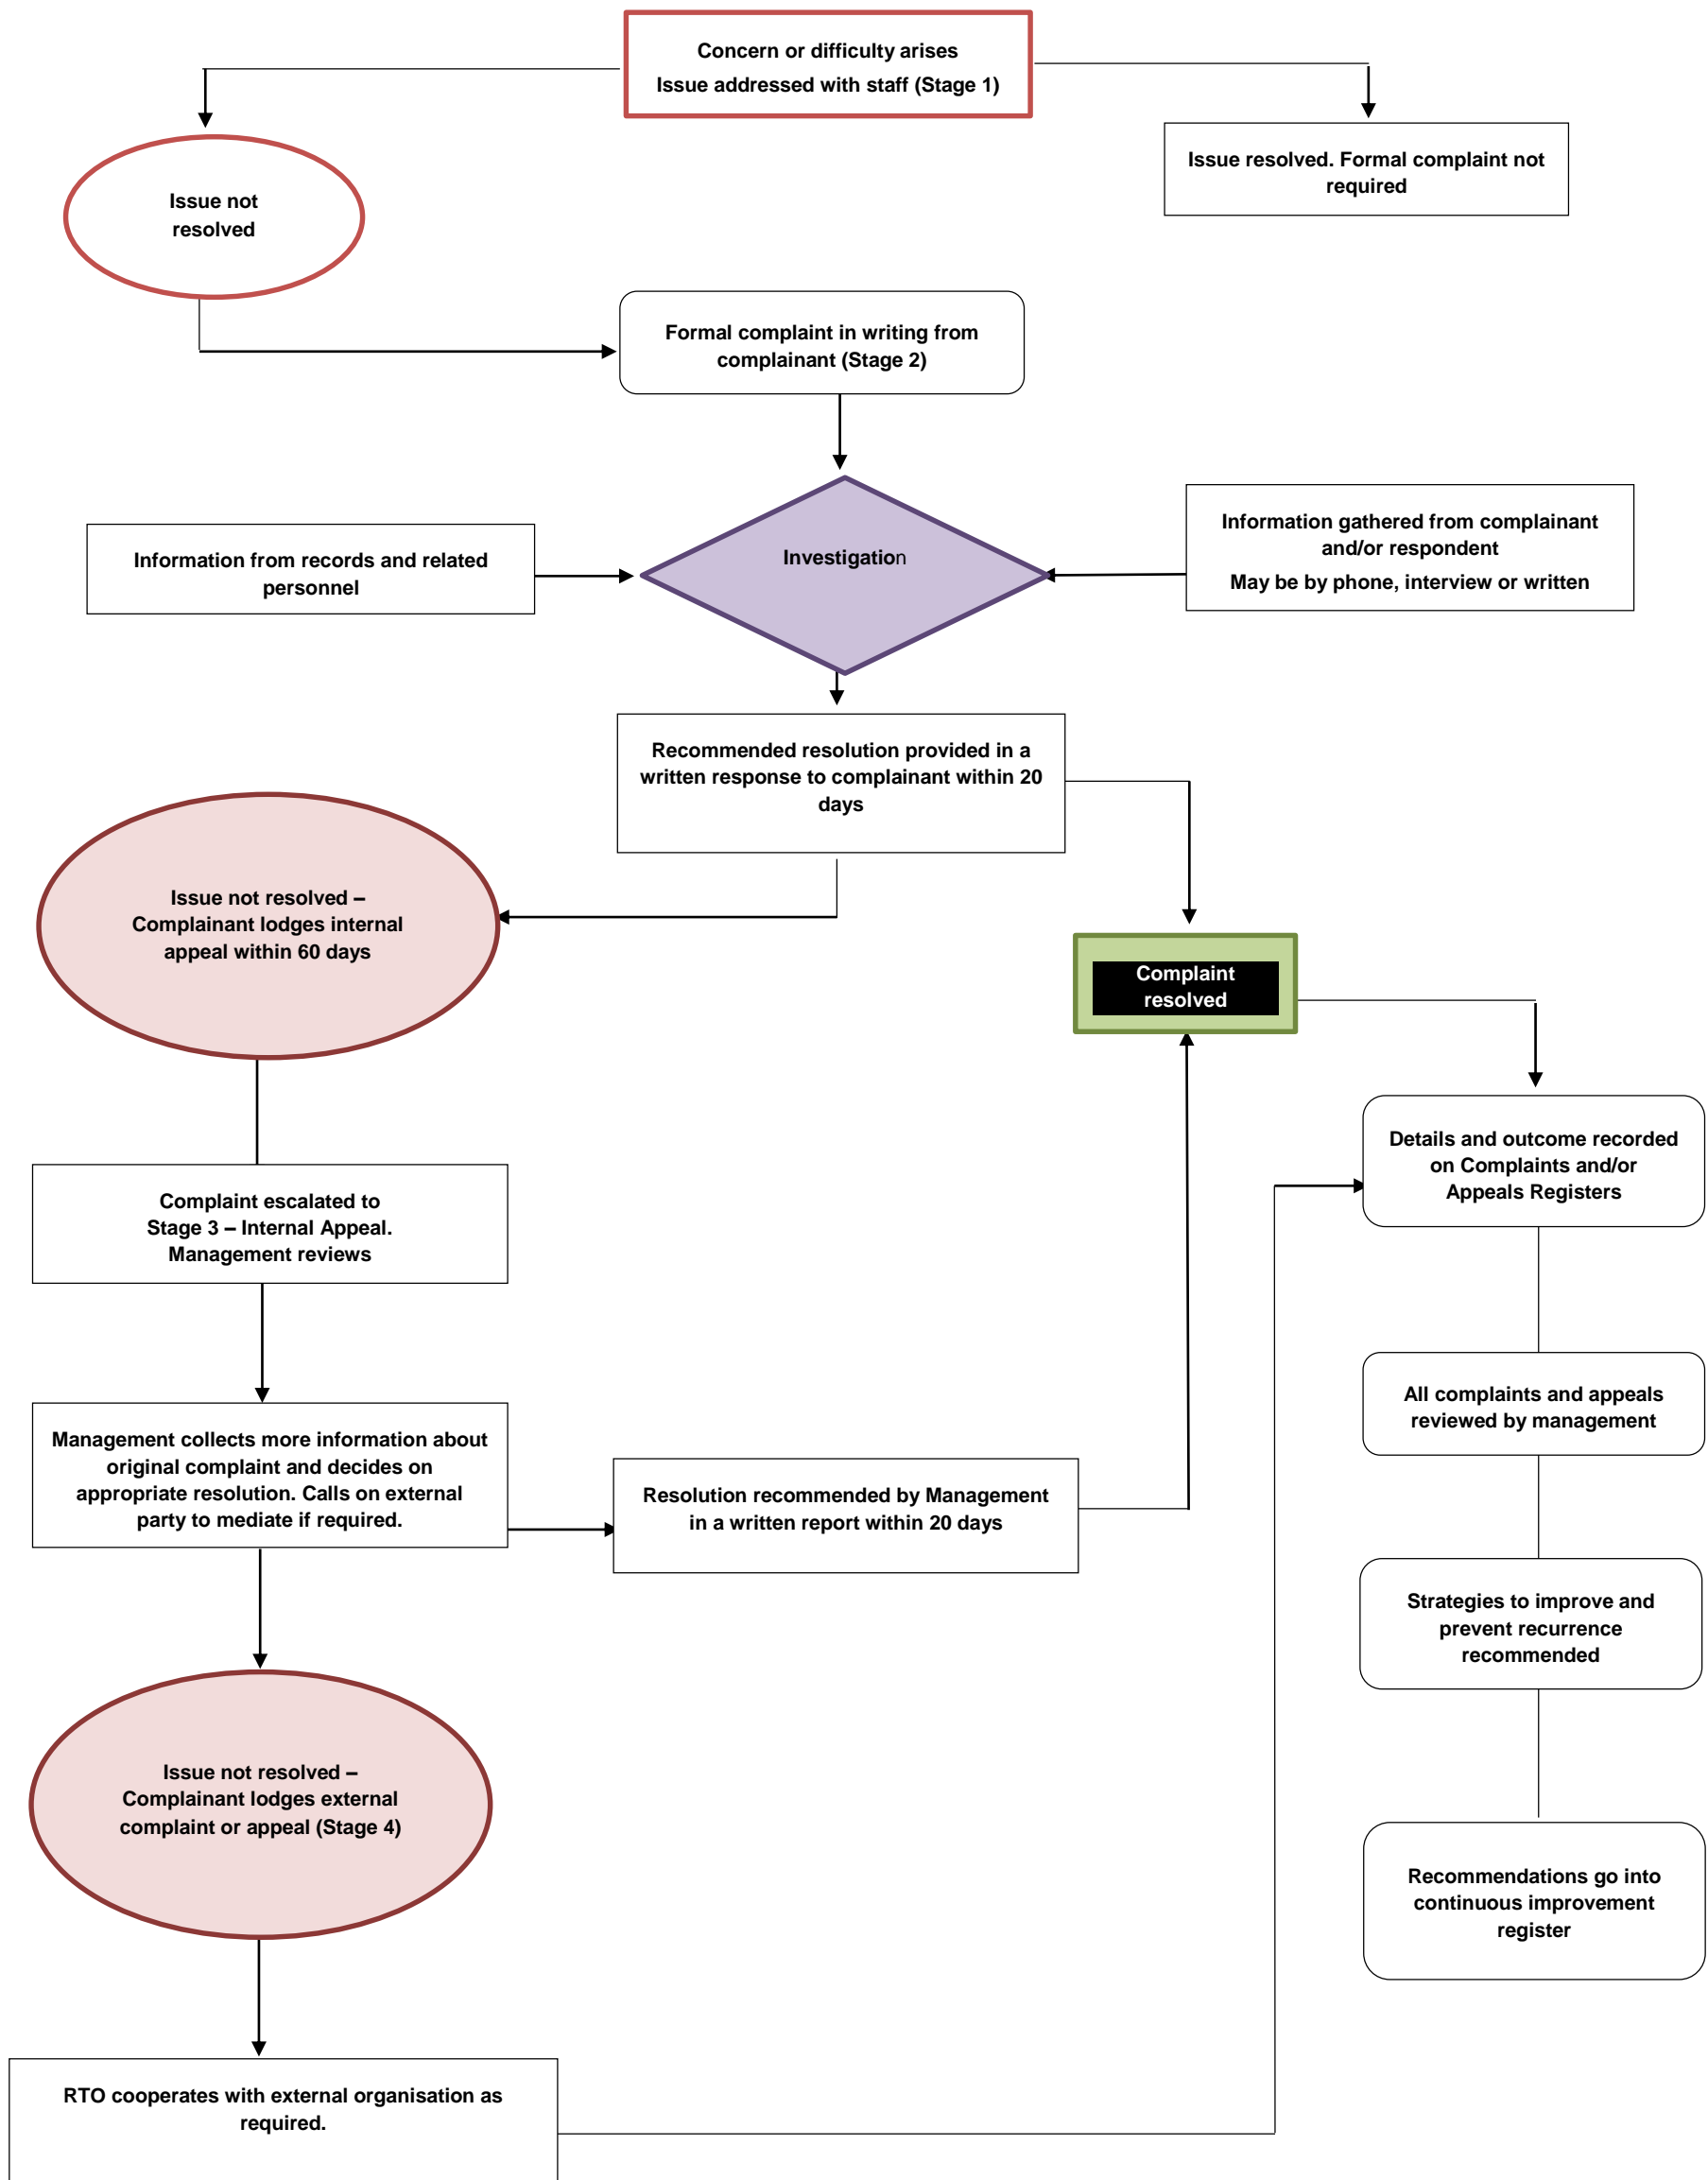 Concern or difficulty arises
Issue addressed with staff (Stage 1)
Issue resolved. Formal complaint not
required
Issue not
resolved
Formal complaint in writing from
complainant (Stage 2)
Investigation
Information from records and related
personnel
Information gathered from complainant
and/or respondent
May be by phone, interview or written
Recommended resolution provided in a
written response to complainant within 20
days
Issue not resolved –
Complainant lodges internal
appeal within 60 days
Complaint
resolved
Details and outcome recorded
on Complaints and/or
Appeals Registers
Complaint escalated to
Stage 3 – Internal Appeal.
Management reviews
All complaints and appeals
reviewed by management
Management collects more information about
original complaint and decides on
appropriate resolution. Calls on external
party to mediate if required.
Resolution recommended by Management
in a written report within 20 days
Strategies to improve and
prevent recurrence
recommended
Issue not resolved –
Complainant lodges external
complaint or appeal (Stage 4)
Recommendations go into
continuous improvement
register
RTO cooperates with external organisation as
required.